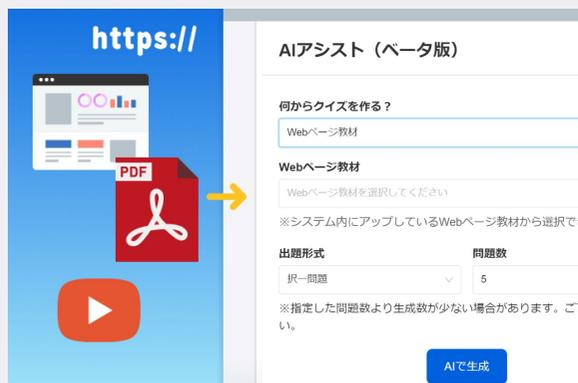 https://
PDF
AIアシスト（ベータ版）
何からクイズを作る？
Webページ教材
Webページ教材
Webページ教材を選択してください
※システム内にアップしているWebページ教材から選択で
出題形式
問題数
択一問題
5
※指定した問題数より生成数が少ない場合があります。ご
い。
AIで生成